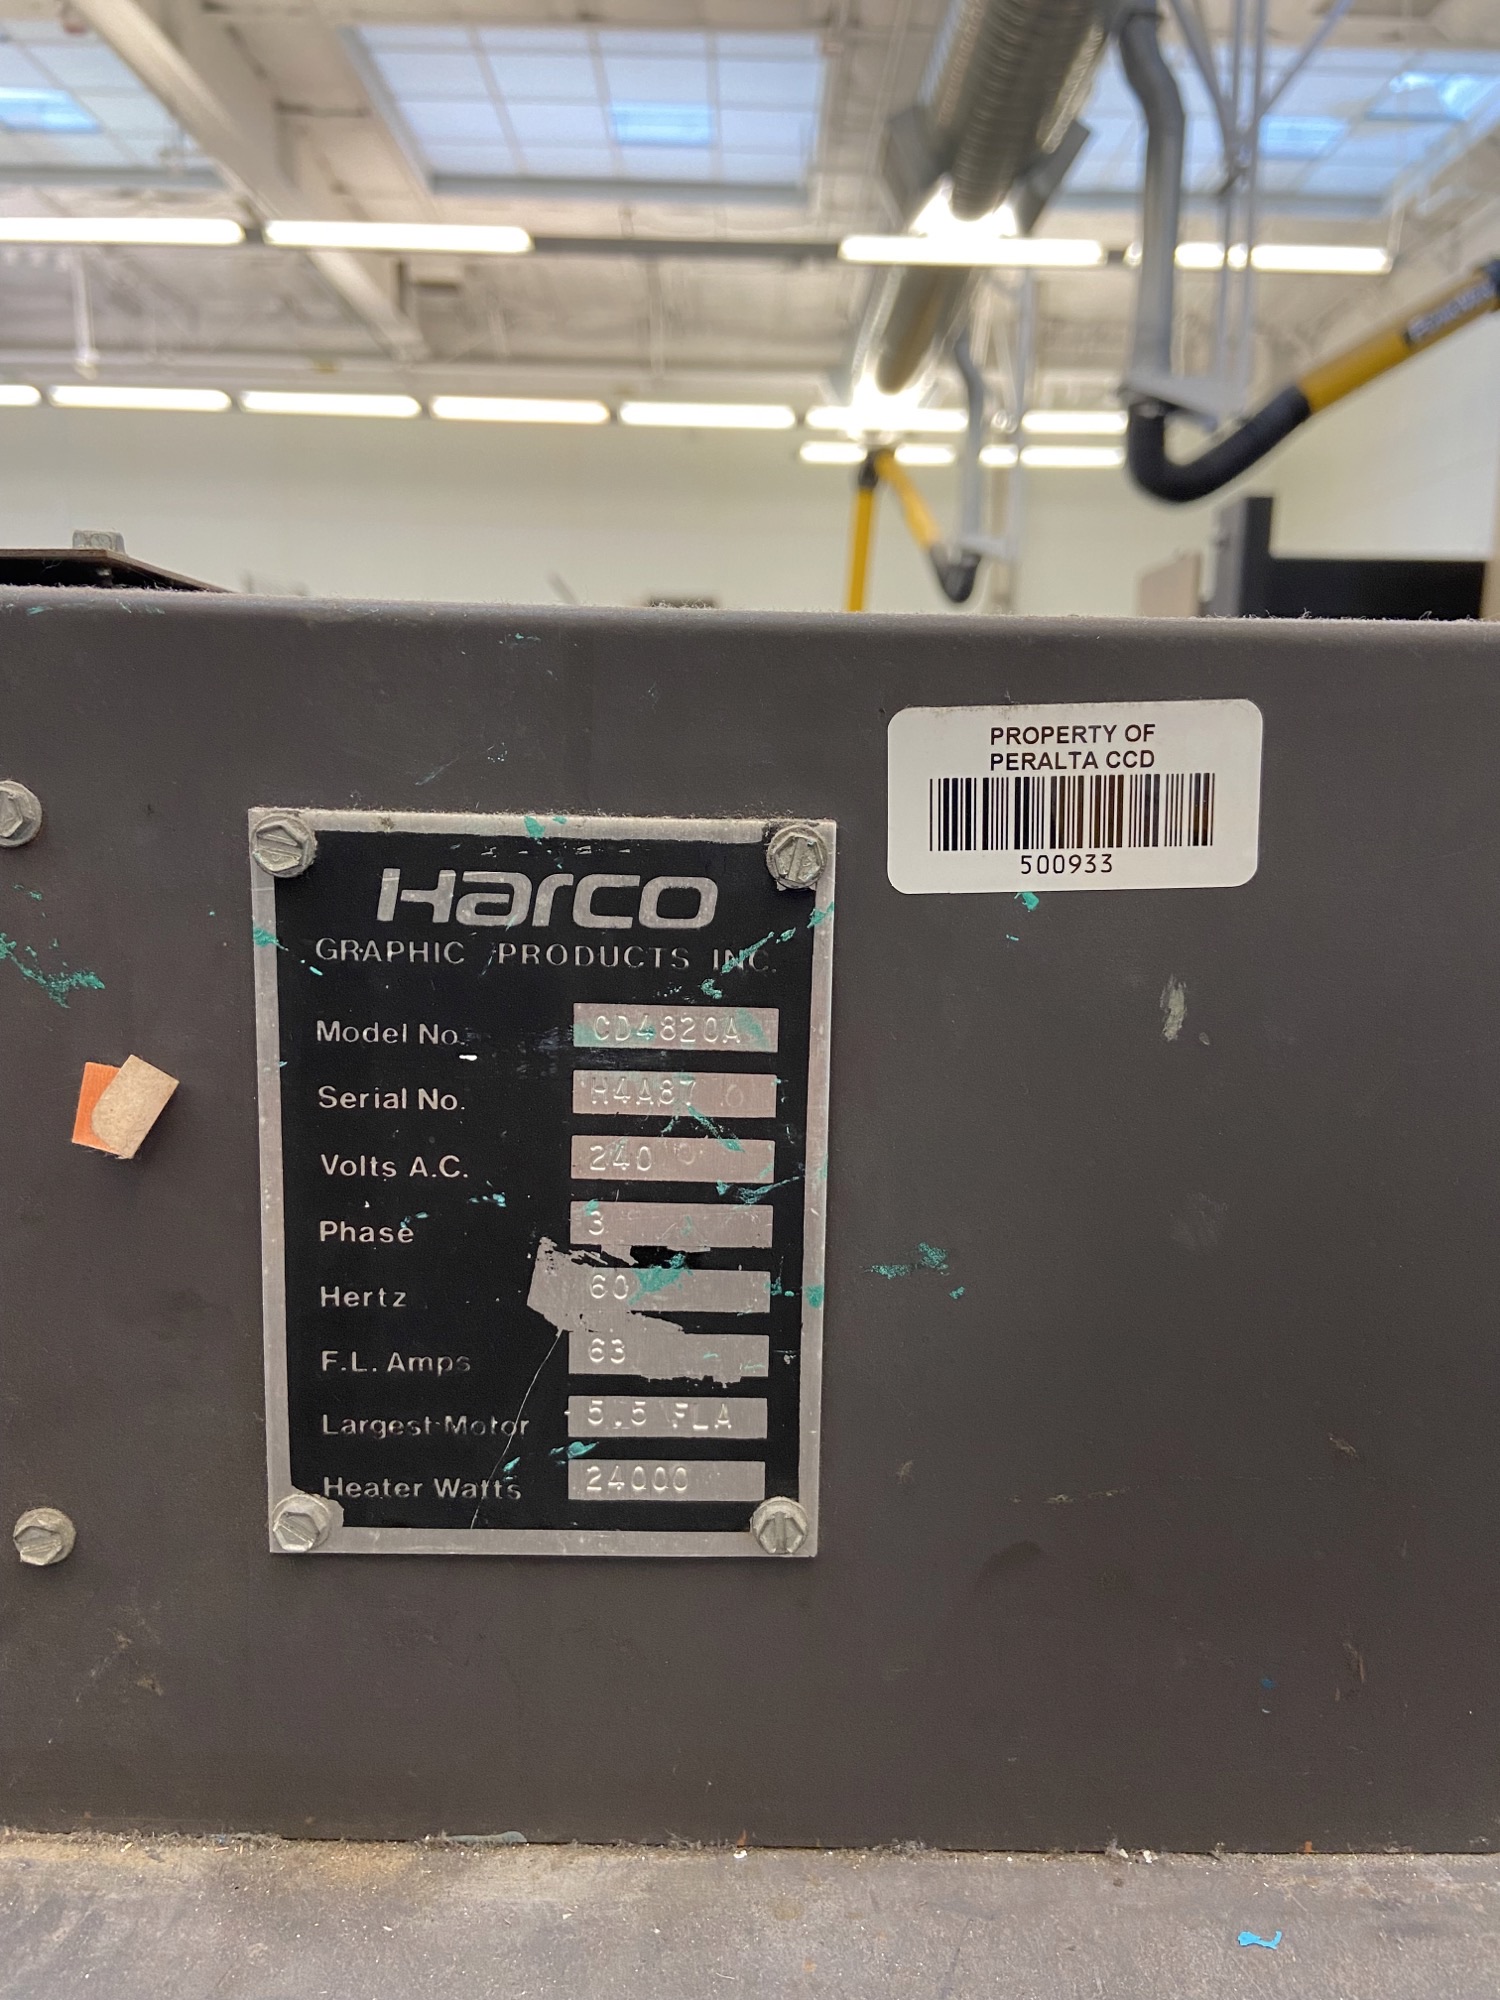 PROPERTY OF
PERALTA CCD
500933
Harco
GRAPHIC PRODUCTS INC.
Model No. CD4820A
Serial No. H4A87
Volts A.C. 240
Phase 3
Hertz 60
F.L. Amps 63
Largest Motor 5.5 FLA
Heater Watts 24000